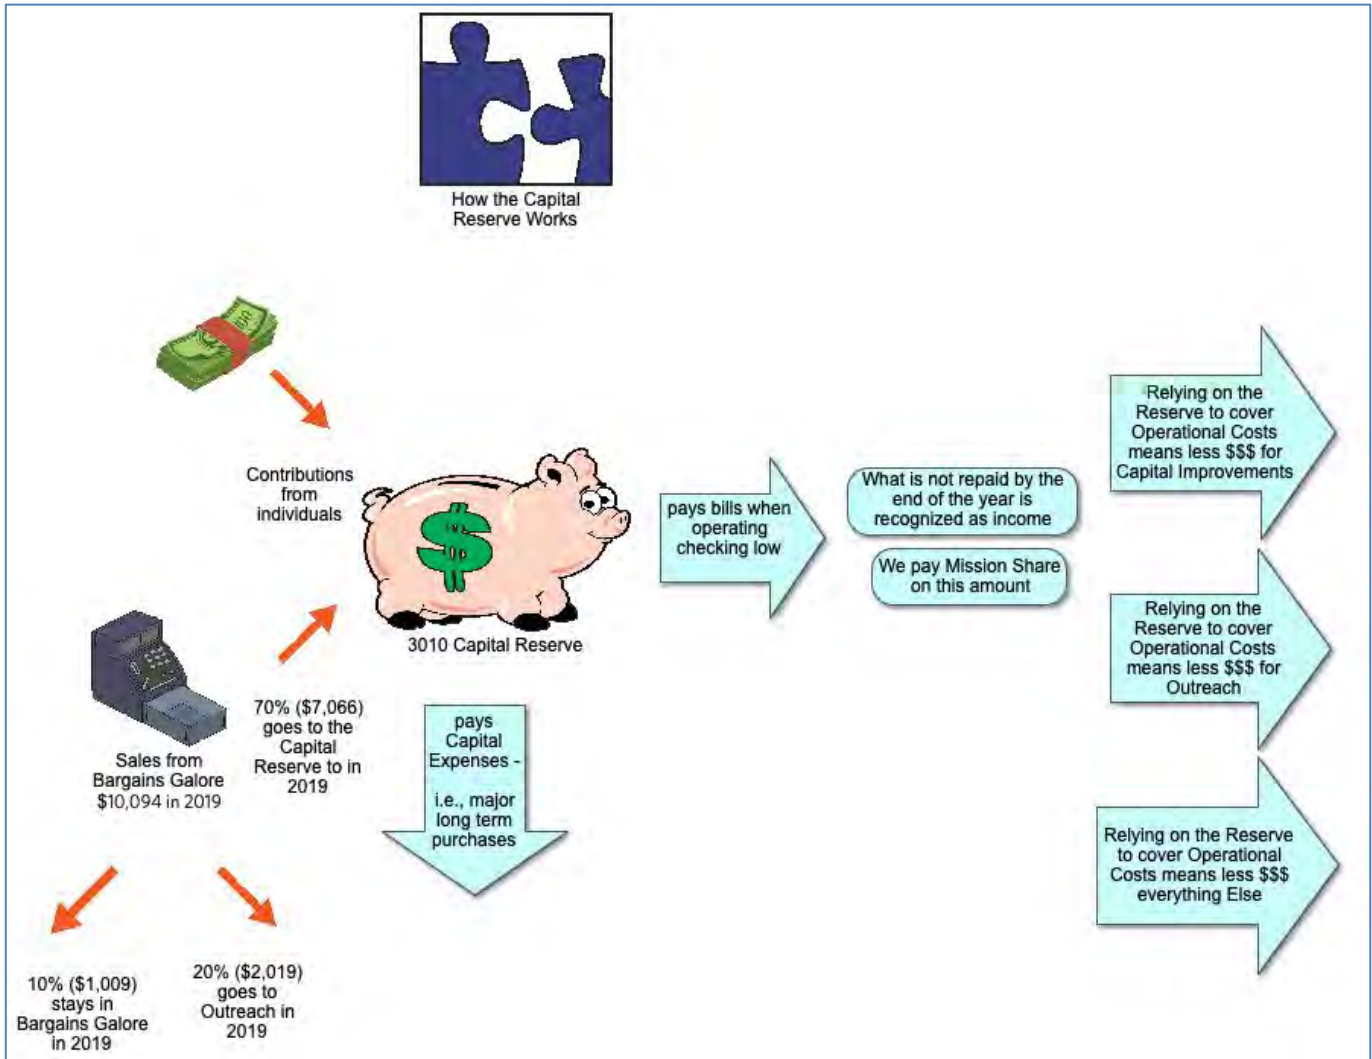 How the Capital
Reserve Works
Contributions
from
individuals
$
3010 Capital Reserve
Sales from
Bargains Galore
$10,094 in 2019
70% ($7,066)
goes to the
Capital
Reserve to in
2019
10% ($1,009)
stays in
Bargains Galore
in 2019
20% ($2,019)
goes to
Outreach in
2019
pays
Capital
Expenses -
i.e., major
long term
purchases
pays bills when
operating
checking low
What is not repaid by the
end of the year is
recognized as income
We pay Mission Share
on this amount
Relying on the
Reserve to cover
Operational Costs
means less $$$ for
Capital Improvements
Relying on the
Reserve to cover
Operational Costs
means less $$$ for
Outreach
Relying on the Reserve
to cover Operational
Costs means less $$$
everything Else